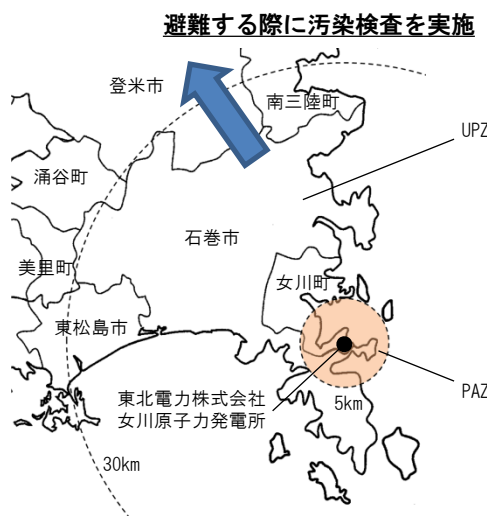 避難する際に汚染検査を実施
登米市
南三陸町
UPZ
涌谷町
石巻市
美里町
女川町
東松島市
東北電力株式会社
女川原子力発電所
5km
PAZ
30km